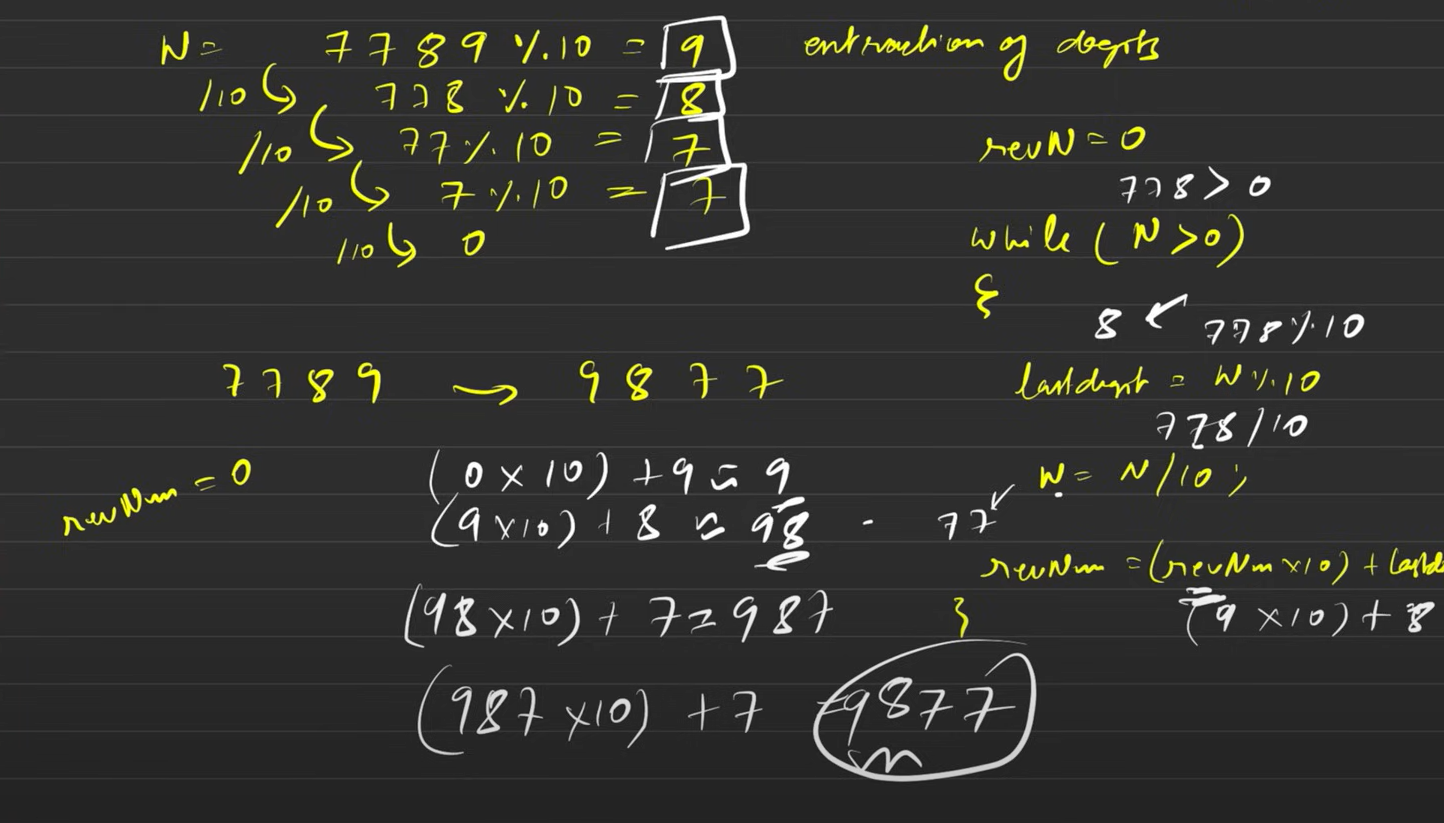 N = 7789 % 10 = 9
/10 778 % 10 = 8
/10 77 % 10 = 7
/10 7 % 10 = 7
/10 0
extraction of digits
revN = 0
778 > 0
while ( N > 0 )
{
8 ← 778 % 10
lastdigit = N % 10
778 / 10
N = N / 10 ;
77
revNum = (revNum × 10) + lastd
(9 × 10) + 8
}
7789 → 9877
revNum = 0
(0 × 10) + 9 = 9
(9 × 10) + 8 = 98
(98 × 10) + 7 = 987
(987 × 10) + 7 = 9877